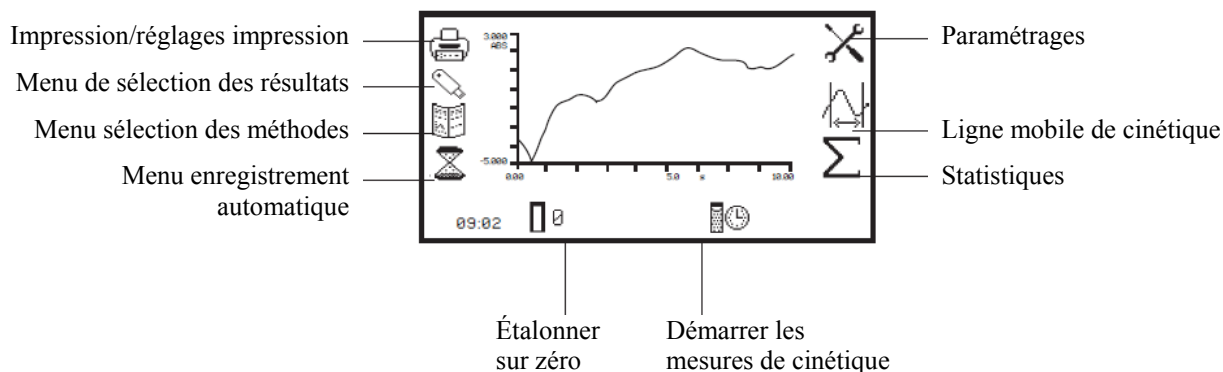 Impression/réglages impression
Menu de sélection des résultats
Menu sélection des méthodes
Menu enregistrement
automatique
3.000
ABS
-5.000
0.00
5.0
s
10.00
09:02
0
Paramétrages
Ligne mobile de cinétique
Statistiques
Étalonner
sur zéro
Démarrer les
mesures de cinétique